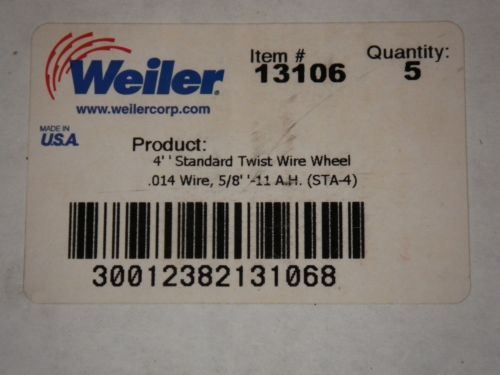 Weiler®
www.weilercorp.com
Item #
13106
Quantity:
5
MADE IN
U.S.A.
Product:
4' ' Standard Twist Wire Wheel
.014 Wire, 5/8' '-11 A.H. (STA-4)
30012382131068